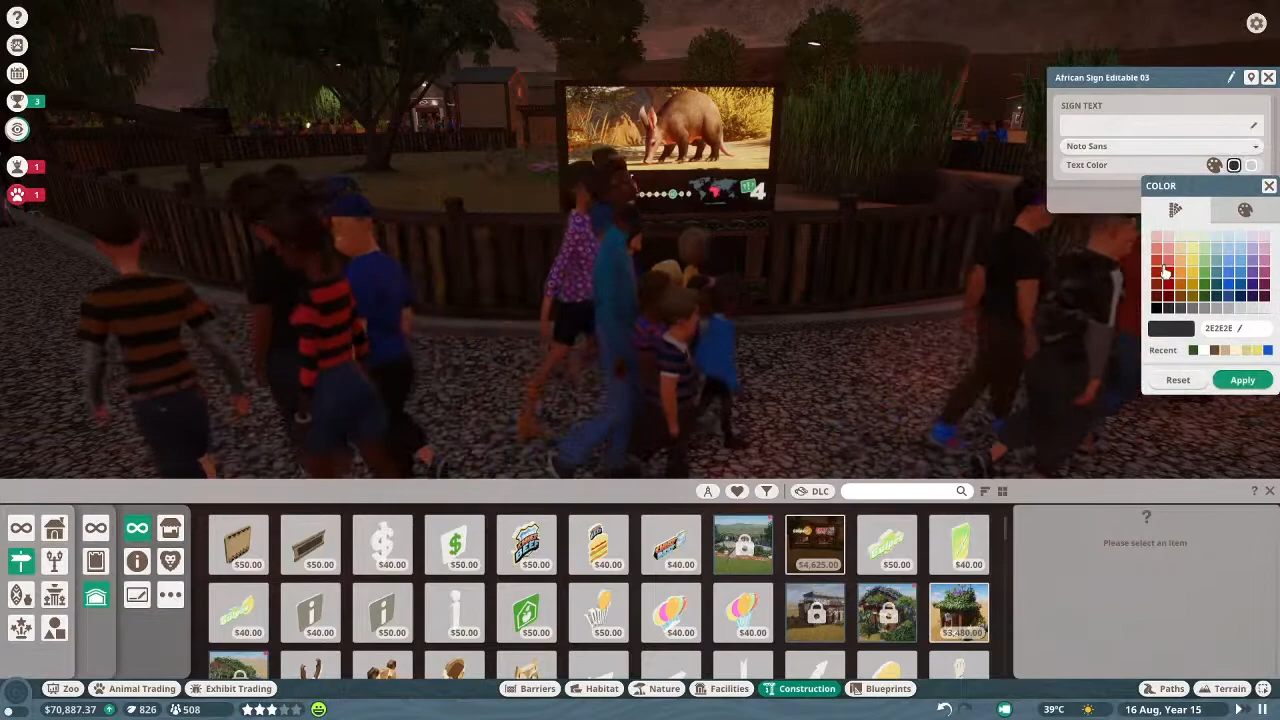 ?
African Sign Editable 03
SIGN TEXT
3
Noto Sans
Text Color
1
4
COLOR
1
2E2E2E
Recent
Reset
Apply
DLC
?
?
Please select an item
$50.00
$50.00
$40.00
$50.00
$50.00
$40.00
$40.00
$4,625.00
$50.00
$40.00
$40.00
$40.00
$40.00
$50.00
$50.00
$50.00
$40.00
$40.00
$3,480.00
Zoo
Animal Trading
Exhibit Trading
Barriers
Habitat
Nature
Facilities
Construction
Blueprints
Paths
Terrain
$70,887.37
826
508
39°C
16 Aug, Year 15